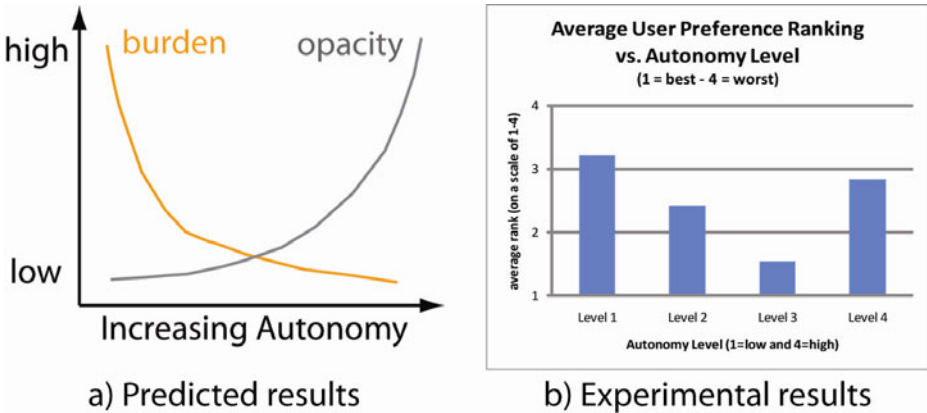 high
burden
opacity
low
Increasing Autonomy
a) Predicted results
Average User Preference Ranking
vs. Autonomy Level
(1 = best - 4 = worst)
average rank (on a scale of 1-4)
4
3
2
1
Level 1 Level 2 Level 3 Level 4
Autonomy Level (1=low and 4=high)
b) Experimental results